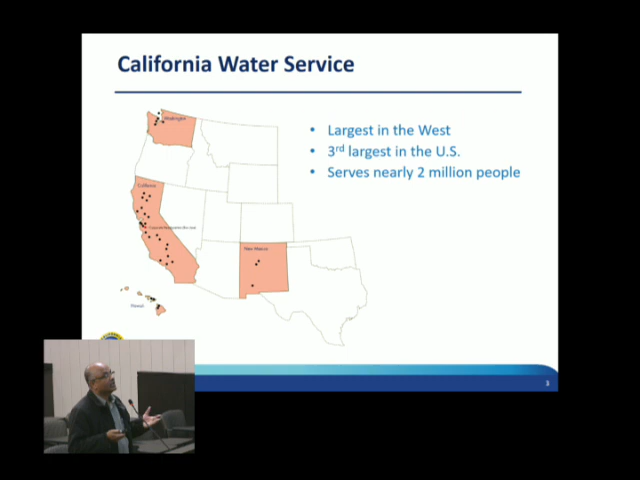 California Water Service
Washington
• Largest in the West
• 3rd largest in the U.S.
• Serves nearly 2 million people
California
New Mexico
Hawaii
3